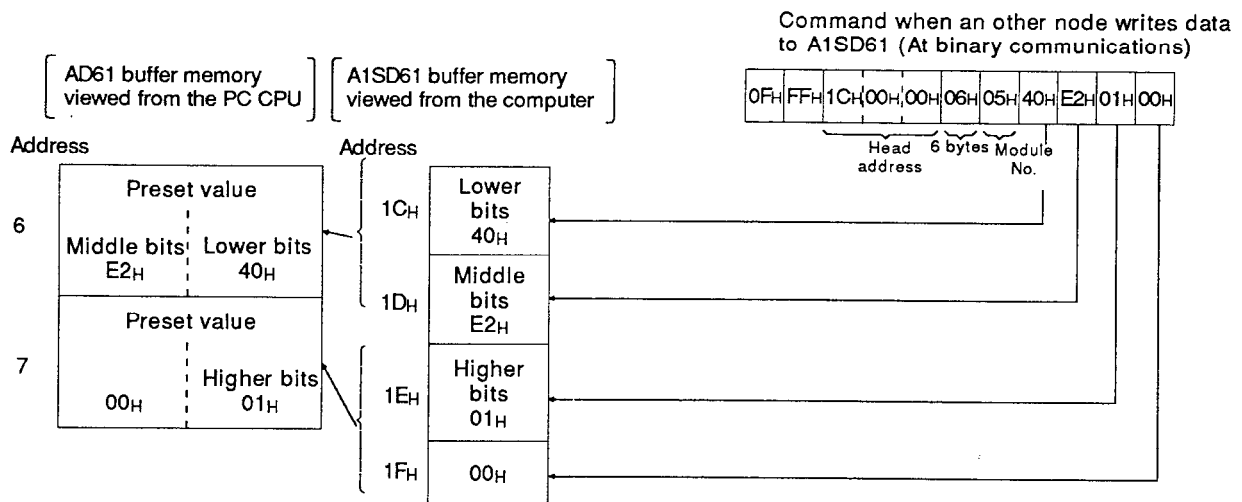 Command when an other node writes data
to A1SD61 (At binary communications)
0FH FFH 1CH 00H 00H 06H 05H 40H E2H 01H 00H
Head
address
6 bytes
Module
No.
AD61 buffer memory
viewed from the PC CPU
A1SD61 buffer memory
viewed from the computer
Address
Address
6
Preset value
Middle bits
E2H
Lower bits
40H
7
Preset value
00H
Higher bits
01H
1CH
Lower
bits
40H
1DH
Middle
bits
E2H
1EH
Higher
bits
01H
1FH
00H